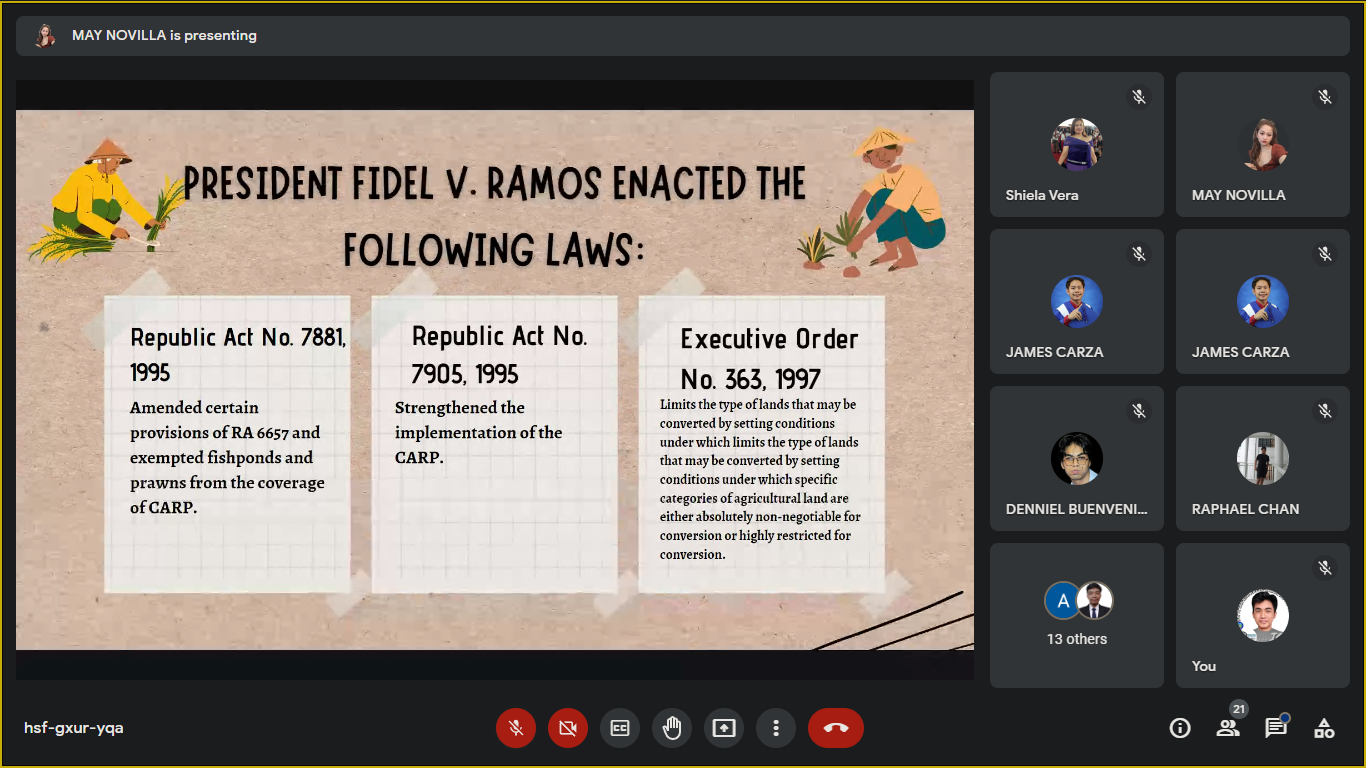 MAY NOVILLA is presenting
PRESIDENT FIDEL V. RAMOS ENACTED THE
FOLLOWING LAWS:
Republic Act No. 7881,
1995
Amended certain
provisions of RA 6657 and
exempted fishponds and
prawns from the coverage
of CARP.
Republic Act No.
7905, 1995
Strengthened the
implementation of the
CARP.
Executive Order
No. 363, 1997
Limits the type of lands that may be
converted by setting conditions
under which limits the type of lands
that may be converted by setting
conditions under which specific
categories of agricultural land are
either absolutely non-negotiable for
conversion or highly restricted for
conversion.
Shiela Vera
MAY NOVILLA
JAMES CARZA
JAMES CARZA
DENNIEL BUENVENI...
RAPHAEL CHAN
A
13 others
You
hsf-gxur-yqa
21